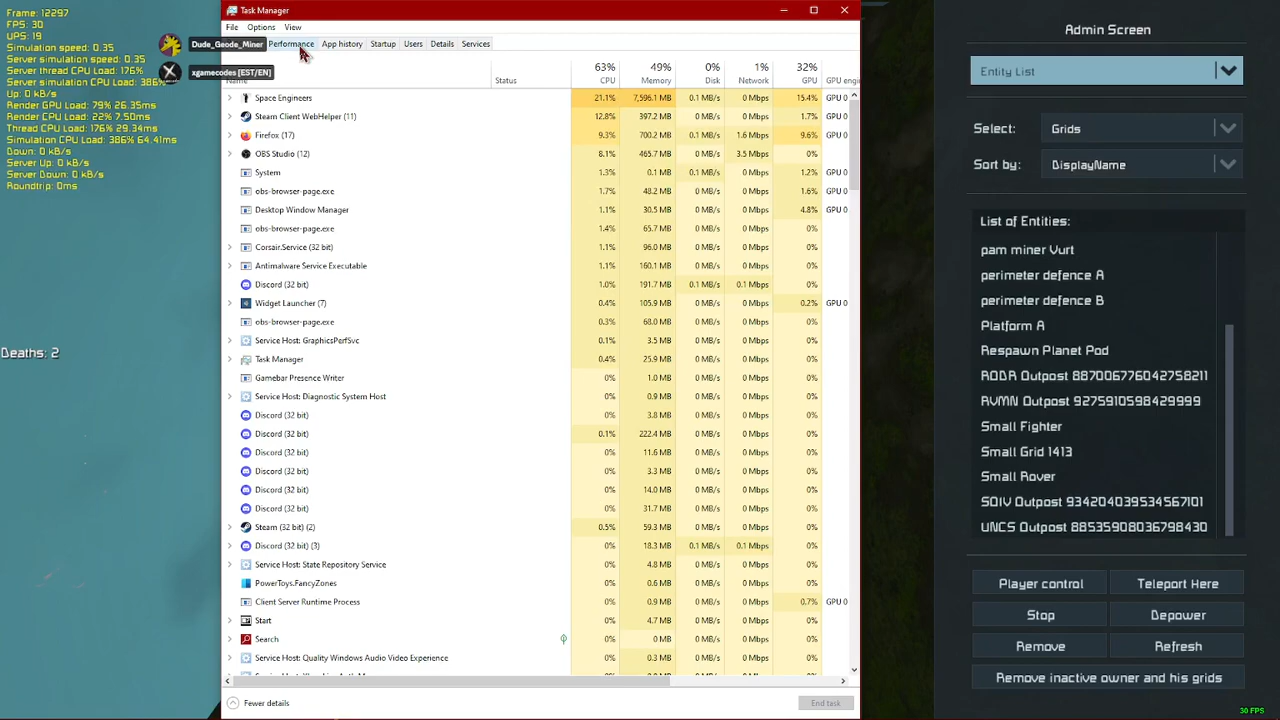 Frame: 12297
FPS: 30
UPS: 19
Simulation speed: 0.35
Server simulation speed: 0.35
Server thread CPU Load: 176%
Server simulation CPU Load: 386%
Up: 0 kB/s
Render GPU Load: 79% 26.35ms
Render CPU Load: 22% 7.50ms
Thread CPU Load: 176% 29.34ms
Simulation CPU Load: 386% 64.41ms
Down: 0 kB/s
Server Up: 0 kB/s
Server Down: 0 kB/s
Roundtrip: 0ms
Deaths: 2
Dude_Geode_Miner
xgamecodes [EST/EN]
Task Manager
File Options View
Performance App history Startup Users Details Services
63% 49% 0% 1% 32%
Name Status CPU Memory Disk Network GPU GPU engi
Space Engineers 21.1% 7,596.1 MB 0.1 MB/s 0 Mbps 15.4% GPU 0
Steam Client WebHelper (11) 12.8% 397.2 MB 0 MB/s 0 Mbps 1.7% GPU 0
Firefox (17) 9.3% 700.2 MB 0.1 MB/s 1.6 Mbps 9.6% GPU 0
OBS Studio (12) 8.1% 465.7 MB 0 MB/s 3.5 Mbps 0% GPU 0
System 1.3% 0.1 MB 0.1 MB/s 0 Mbps 1.2% GPU 0
obs-browser-page.exe 1.7% 48.2 MB 0 MB/s 0 Mbps 1.6% GPU 0
Desktop Window Manager 1.1% 30.5 MB 0 MB/s 0 Mbps 4.8% GPU 0
obs-browser-page.exe 1.4% 65.7 MB 0 MB/s 0 Mbps 0%
Corsair.Service (32 bit) 1.1% 96.0 MB 0 MB/s 0 Mbps 0%
Antimalware Service Executable 1.1% 160.1 MB 0 MB/s 0 Mbps 0%
Discord (32 bit) 1.0% 191.7 MB 0.1 MB/s 0.1 Mbps 0%
Widget Launcher (7) 0.4% 105.9 MB 0 MB/s 0 Mbps 0.2% GPU 0
obs-browser-page.exe 0.3% 68.0 MB 0 MB/s 0 Mbps 0%
Service Host: GraphicsPerfSvc 0.1% 3.5 MB 0 MB/s 0 Mbps 0%
Task Manager 0.4% 25.9 MB 0 MB/s 0 Mbps 0%
Gamebar Presence Writer 0% 1.0 MB 0 MB/s 0 Mbps 0%
Service Host: Diagnostic System Host 0% 0.9 MB 0 MB/s 0 Mbps 0%
Discord (32 bit) 0% 3.8 MB 0 MB/s 0 Mbps 0%
Discord (32 bit) 0.1% 222.4 MB 0 MB/s 0 Mbps 0%
Discord (32 bit) 0% 11.6 MB 0 MB/s 0 Mbps 0%
Discord (32 bit) 0% 3.3 MB 0 MB/s 0 Mbps 0%
Discord (32 bit) 0% 14.0 MB 0 MB/s 0 Mbps 0%
Discord (32 bit) 0% 31.7 MB 0 MB/s 0 Mbps 0%
Steam (32 bit) (2) 0.5% 59.3 MB 0 MB/s 0 Mbps 0%
Discord (32 bit) (3) 0% 18.3 MB 0.1 MB/s 0.1 Mbps 0%
Service Host: State Repository Service 0% 4.8 MB 0 MB/s 0 Mbps 0%
PowerToys.FancyZones 0% 0.6 MB 0 MB/s 0 Mbps 0%
Client Server Runtime Process 0% 0.9 MB 0 MB/s 0 Mbps 0.7% GPU 0
Start 0% 4.7 MB 0 MB/s 0 Mbps 0%
Search 0% 0 MB 0 MB/s 0 Mbps 0%
Service Host: Quality Windows Audio Video Experience 0% 0.3 MB 0 MB/s 0 Mbps 0%
Fewer details End task
Admin Screen
Entity List
Select: Grids
Sort by: DisplayName
List of Entities:
pam miner Vurt
perimeter defence A
perimeter defence B
Platform A
Respawn Planet Pod
RODR Outpost 887006776042758211
RVMN Outpost 92759105984299​99
Small Fighter
Small Grid 1413
Small Rover
SOIV Outpost 934204039534567101
UNCS Outpost 885395908036798430
Player control Teleport Here
Stop Depower
Remove Refresh
Remove inactive owner and his grids
30 FPS